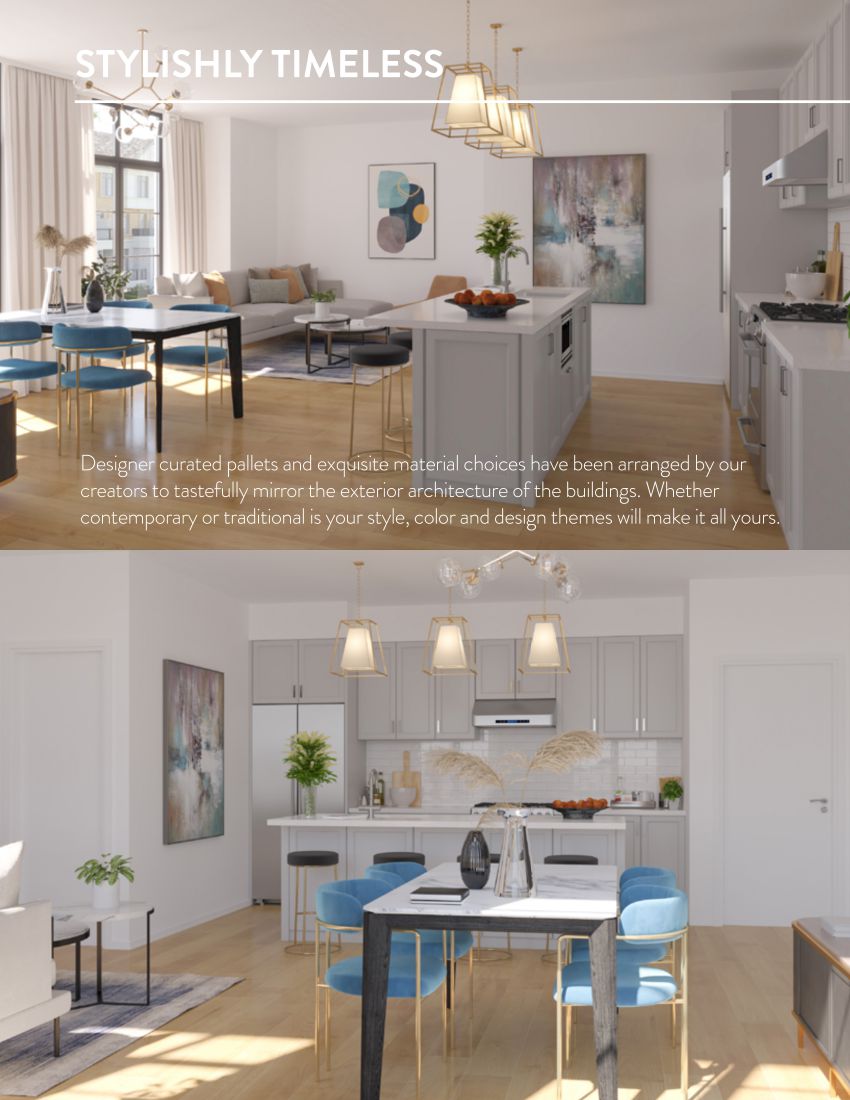 STYLISHLY TIMELESS
Designer curated pallets and exquisite material choices have been arranged by our
creators to tastefully mirror the exterior architecture of the buildings. Whether
contemporary or traditional is your style, color and design themes will make it all yours.